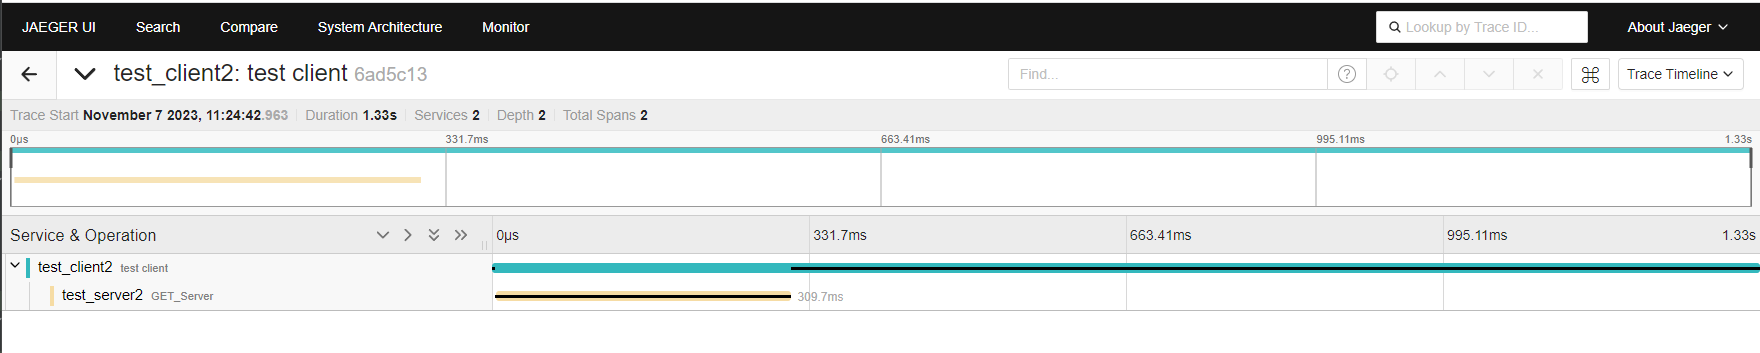 JAEGER UI Search Compare System Architecture Monitor Lookup by Trace ID... About Jaeger
test_client2: test client 6ad5c13 Find... Trace Timeline
Trace Start November 7 2023, 11:24:42.963 Duration 1.33s Services 2 Depth 2 Total Spans 2
0μs 331.7ms 663.41ms 995.11ms 1.33s
Service & Operation 0μs 331.7ms 663.41ms 995.11ms 1.33s
test_client2 test client
test_server2 GET_Server 309.7ms